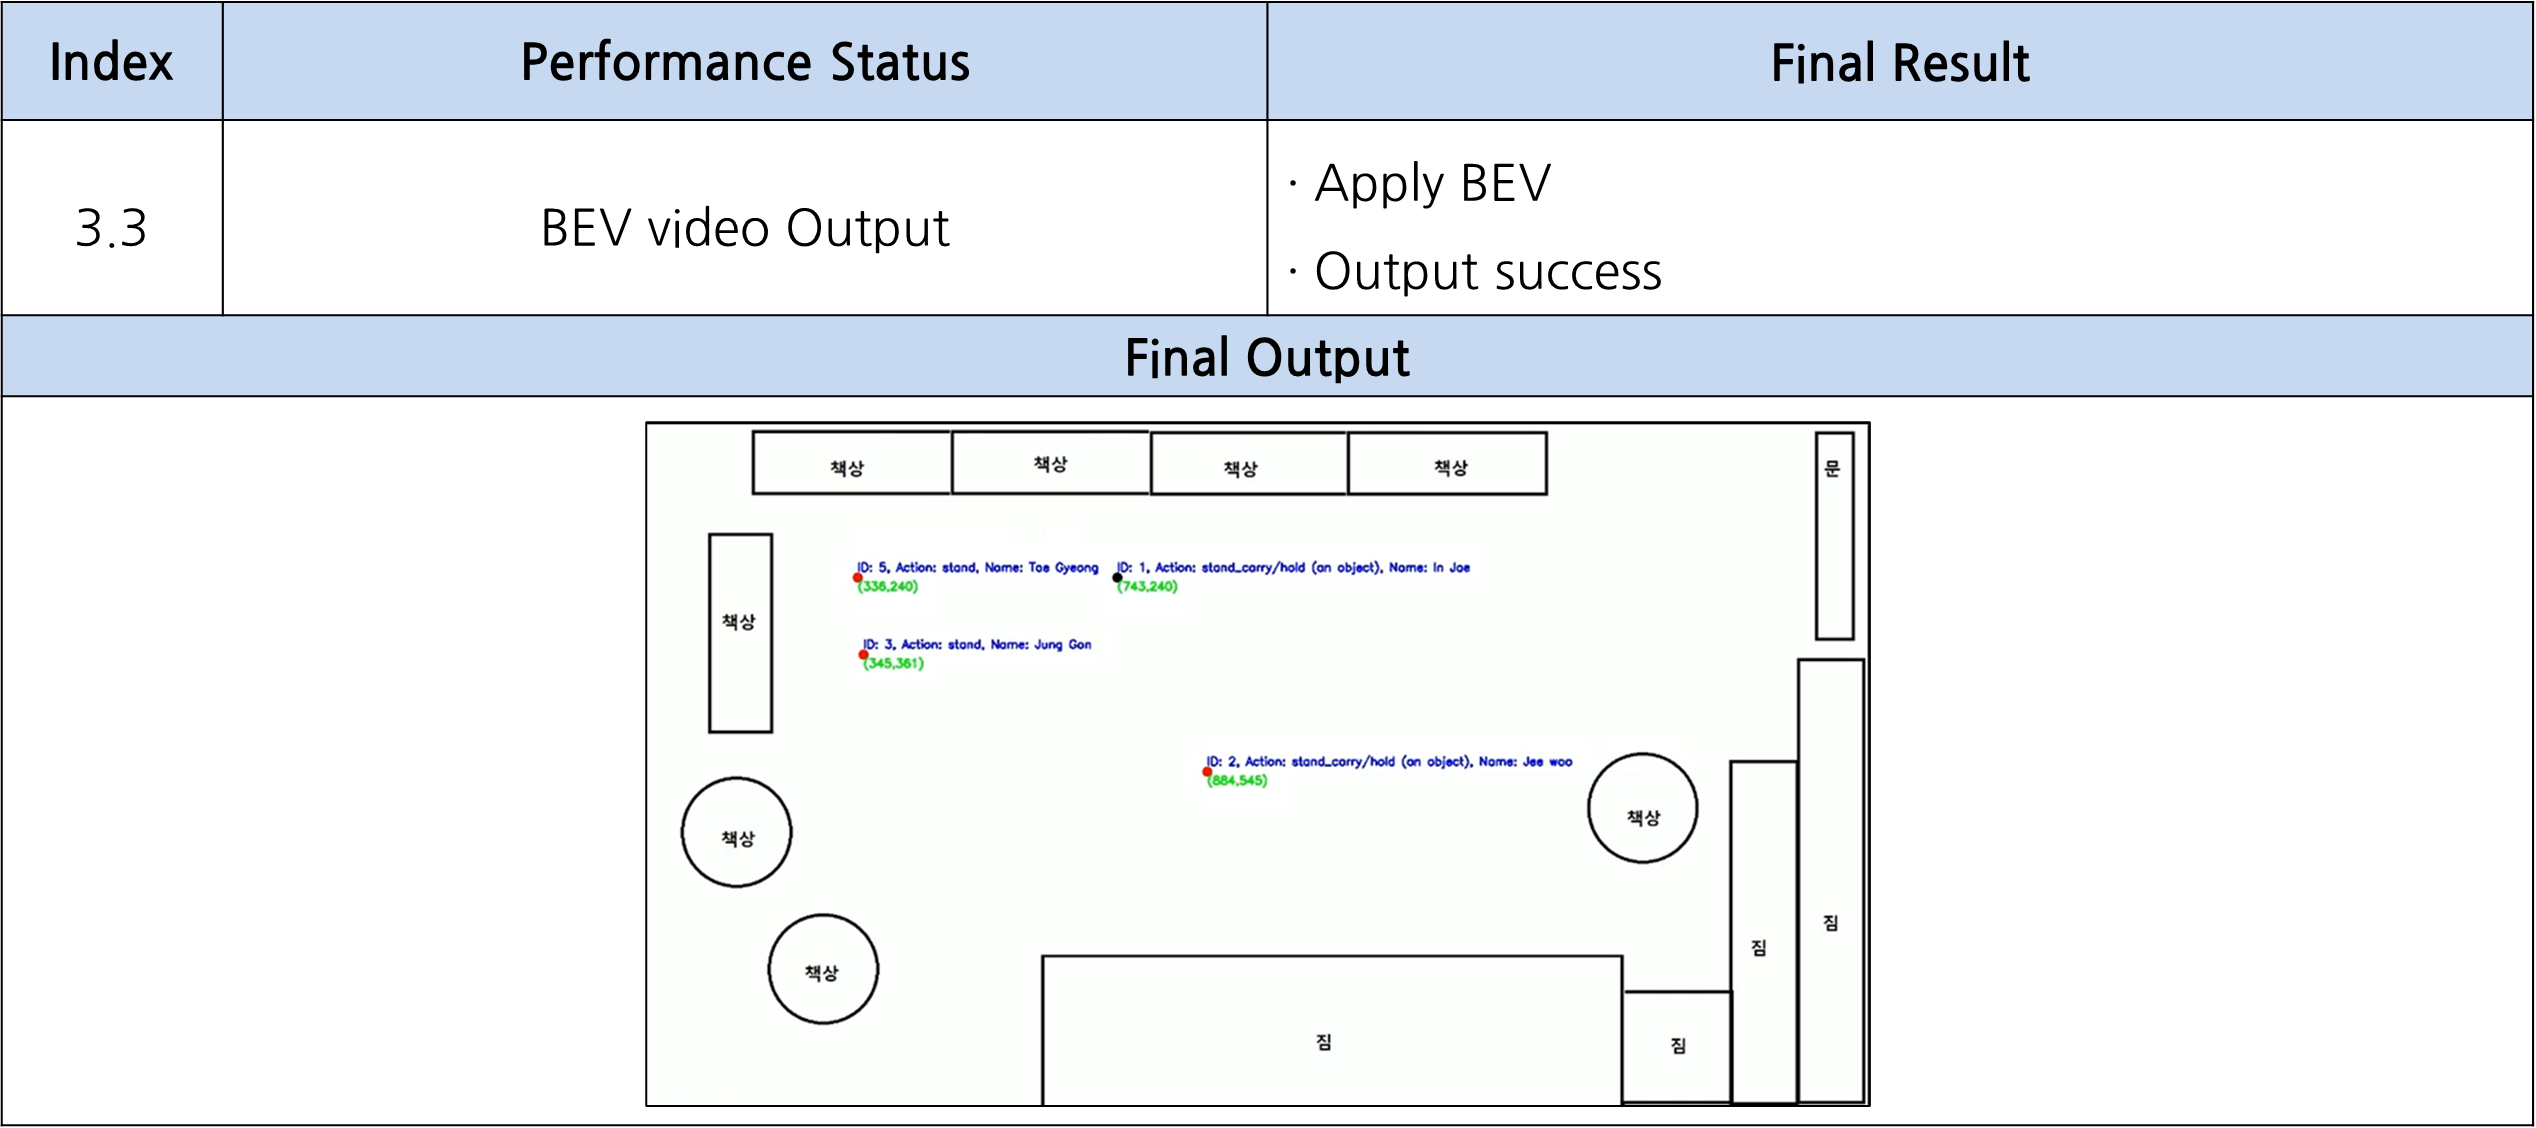 Index
Performance Status
Final Result
3.3
BEV video Output
· Apply BEV
· Output success
Final Output
책상
책상
책상
책상
문
ID: 5, Action: stand, Name: Tae Gyeong
(336,240)
ID: 1, Action: stand_carry/hold (an object), Name: In Jae
(743,240)
책상
ID: 3, Action: stand, Name: Jung Gon
(345,361)
ID: 2, Action: stand_carry/hold (an object), Name: Jee woo
(884,545)
책상
책상
책상
짐
짐
짐
짐